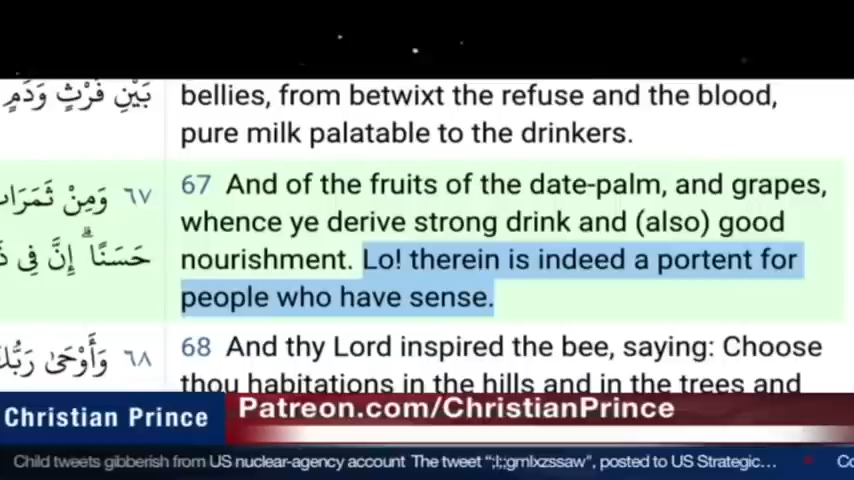 بَيْنِ فَرْثٍ وَدَمٍ
bellies, from betwixt the refuse and the blood,
pure milk palatable to the drinkers.
٦٧ وَمِنْ
67 And of the fruits of the date-palm, and grapes,
whence ye derive strong drink and (also) good
حَسَنًا ۗ إِنَّ فِي
nourishment. Lo! therein is indeed a portent for
people who have sense.
٦٨ وَأَوْحَىٰ
68 And thy Lord inspired the bee, saying: Choose
thou habitations in the hills and in the trees and
Christian Prince
Patreon.com/ChristianPrince
Child tweets gibberish from US nuclear-agency account The tweet “;l;;gmlxzssaw”, posted to US Strategic...